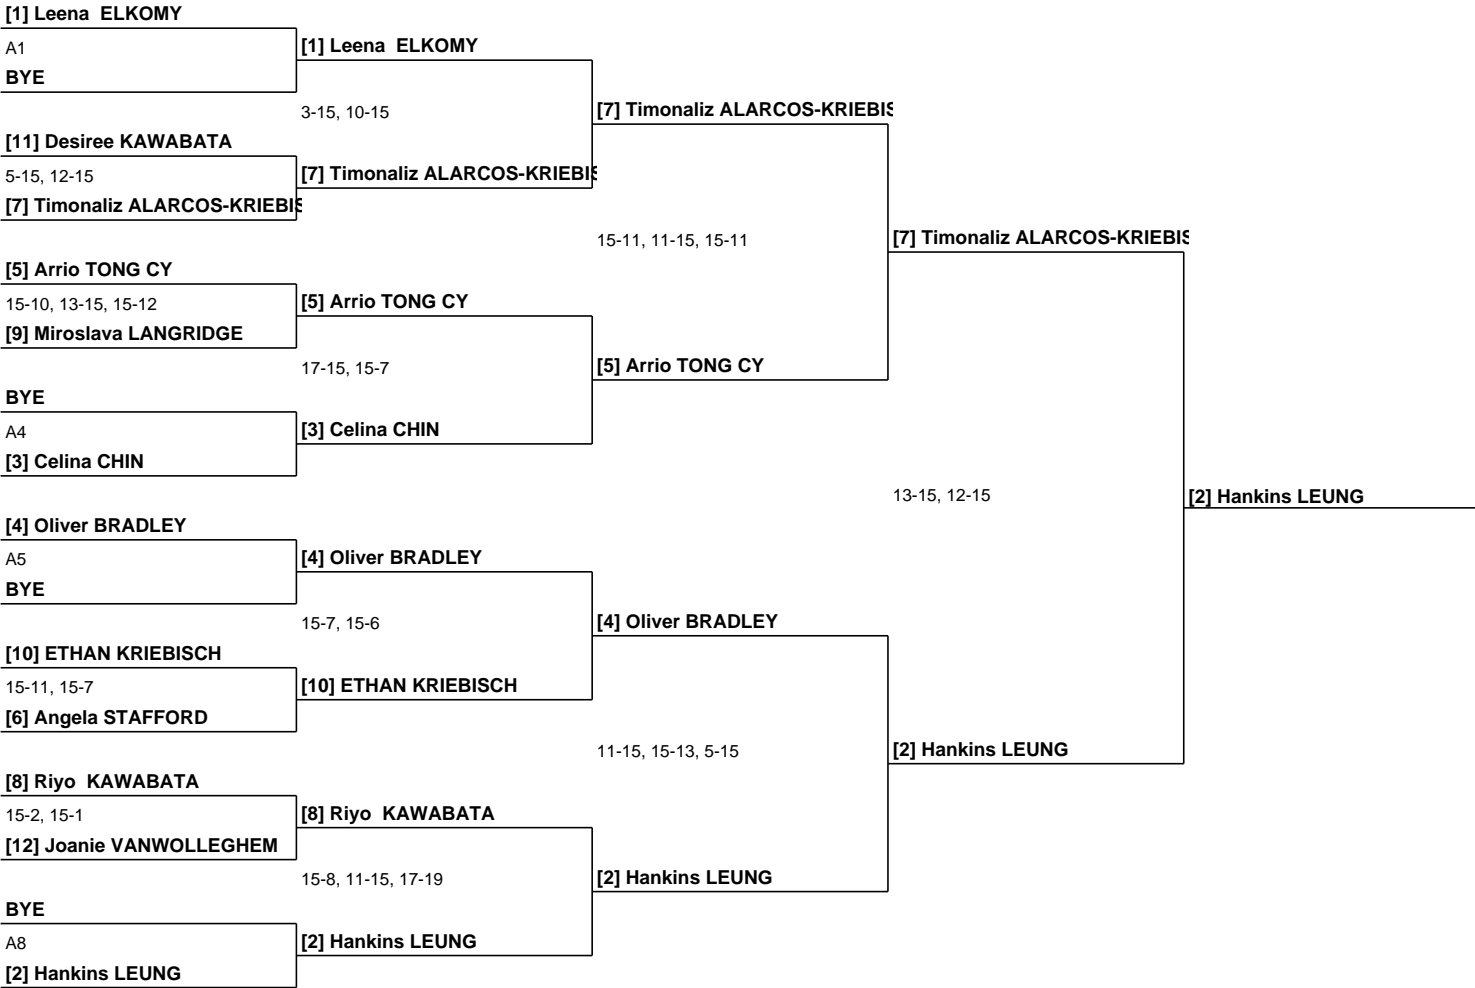 [1] Leena  ELKOMY
A1
BYE
[11] Desiree KAWABATA
5-15, 12-15
[7] Timonaliz ALARCOS-KRIEBIS
[5] Arrio TONG CY
15-10, 13-15, 15-12
[9] Miroslava LANGRIDGE
BYE
A4
[3] Celina CHIN
[4] Oliver BRADLEY
A5
BYE
[10] ETHAN KRIEBISCH
15-11, 15-7
[6] Angela STAFFORD
[8] Riyo  KAWABATA
15-2, 15-1
[12] Joanie VANWOLLEGHEM
BYE
A8
[2] Hankins LEUNG
[1] Leena  ELKOMY
3-15, 10-15
[7] Timonaliz ALARCOS-KRIEBIS
[5] Arrio TONG CY
17-15, 15-7
[3] Celina CHIN
[4] Oliver BRADLEY
15-7, 15-6
[10] ETHAN KRIEBISCH
[8] Riyo  KAWABATA
15-8, 11-15, 17-19
[2] Hankins LEUNG
[7] Timonaliz ALARCOS-KRIEBIS
15-11, 11-15, 15-11
[5] Arrio TONG CY
[4] Oliver BRADLEY
11-15, 15-13, 5-15
[2] Hankins LEUNG
[7] Timonaliz ALARCOS-KRIEBIS
13-15, 12-15
[2] Hankins LEUNG
[2] Hankins LEUNG